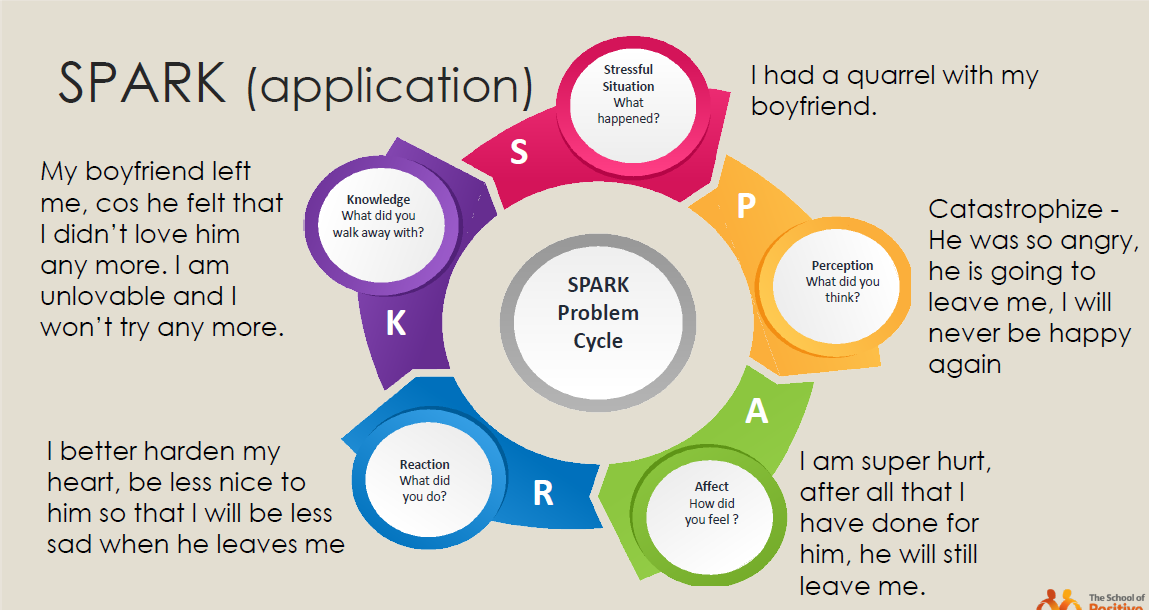 SPARK (application)
S
Stressful
Situation
What
happened?
I had a quarrel with my
boyfriend.
P
Perception
What did you
think?
Catastrophize -
He was so angry,
he is going to
leave me, I will
never be happy
again
A
Affect
How did
you feel ?
I am super hurt,
after all that I
have done for
him, he will still
leave me.
R
Reaction
What did
you do?
I better harden my
heart, be less nice to
him so that I will be less
sad when he leaves me
K
Knowledge
What did you
walk away with?
My boyfriend left
me, cos he felt that
I didn’t love him
any more. I am
unlovable and I
won’t try any more.
SPARK
Problem
Cycle
The School of
Positive